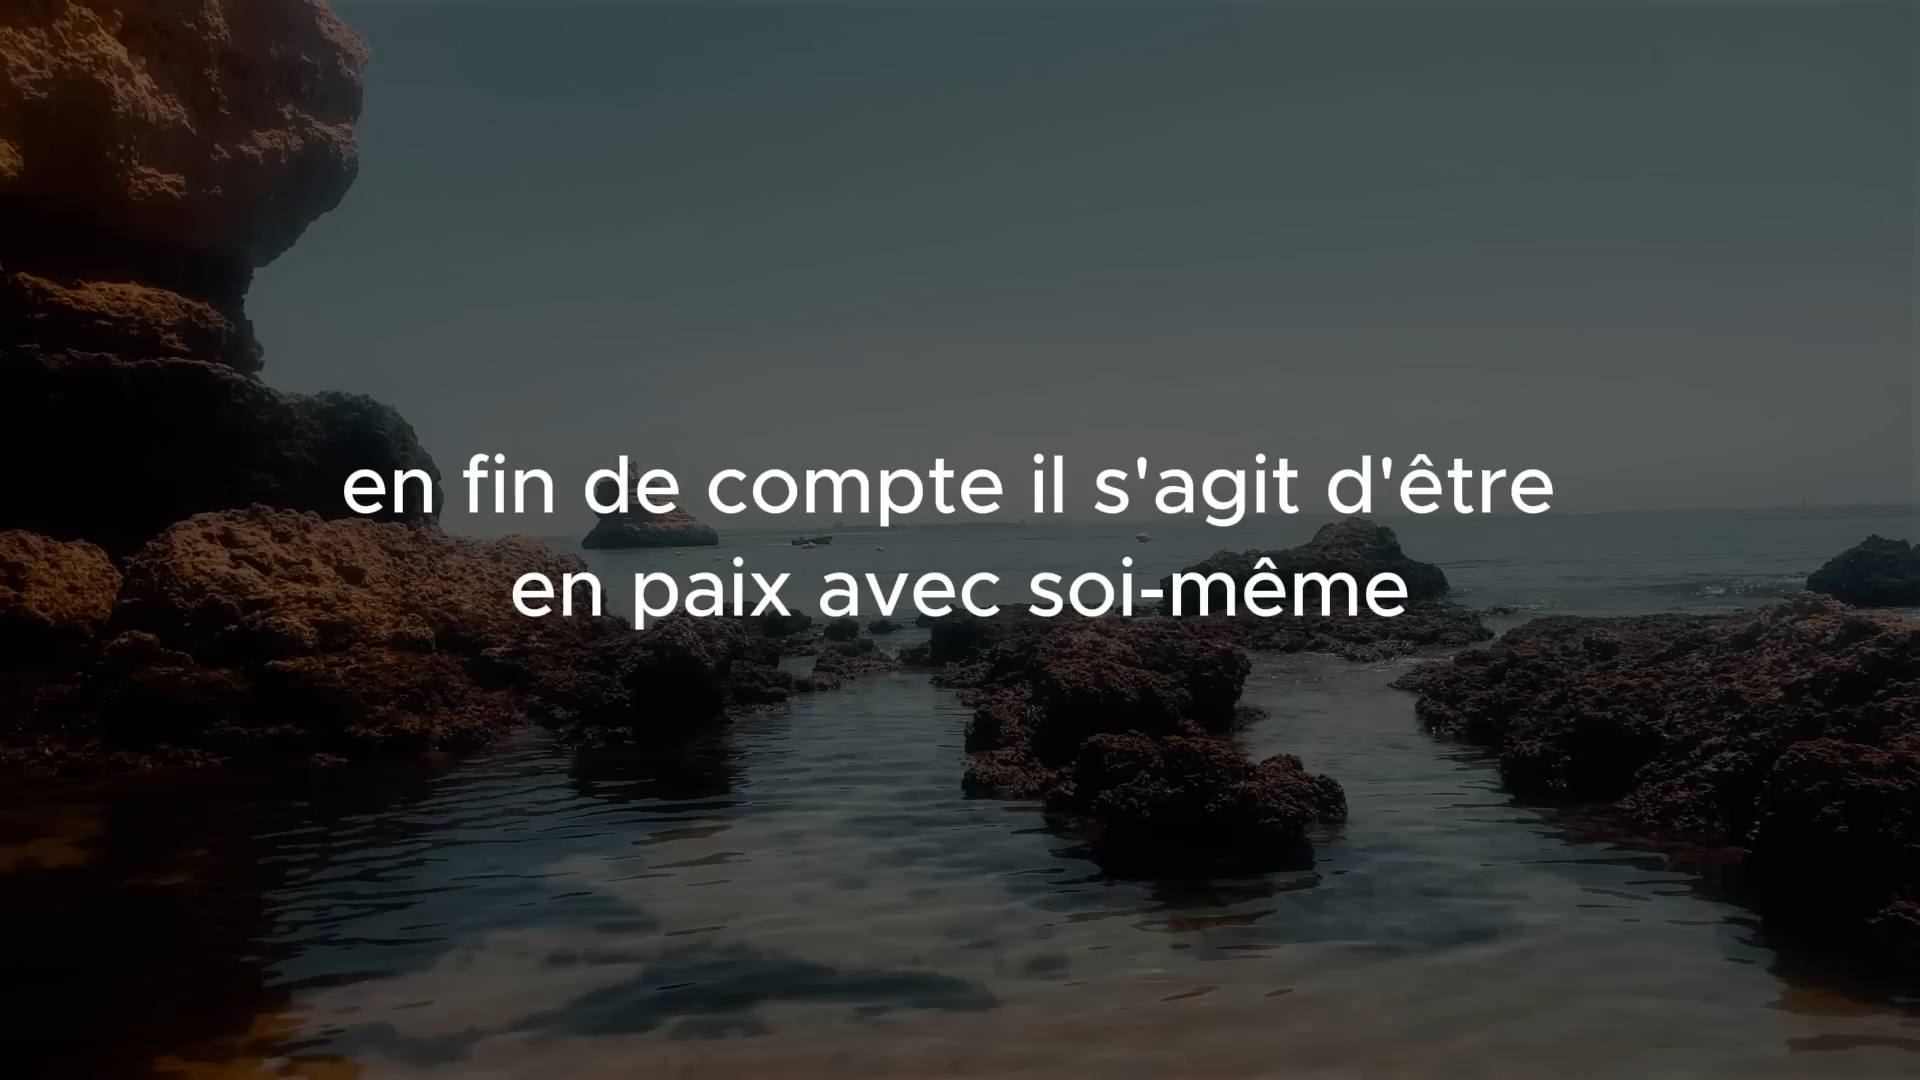 en fin de compte il s'agit d'être
en paix avec soi-même